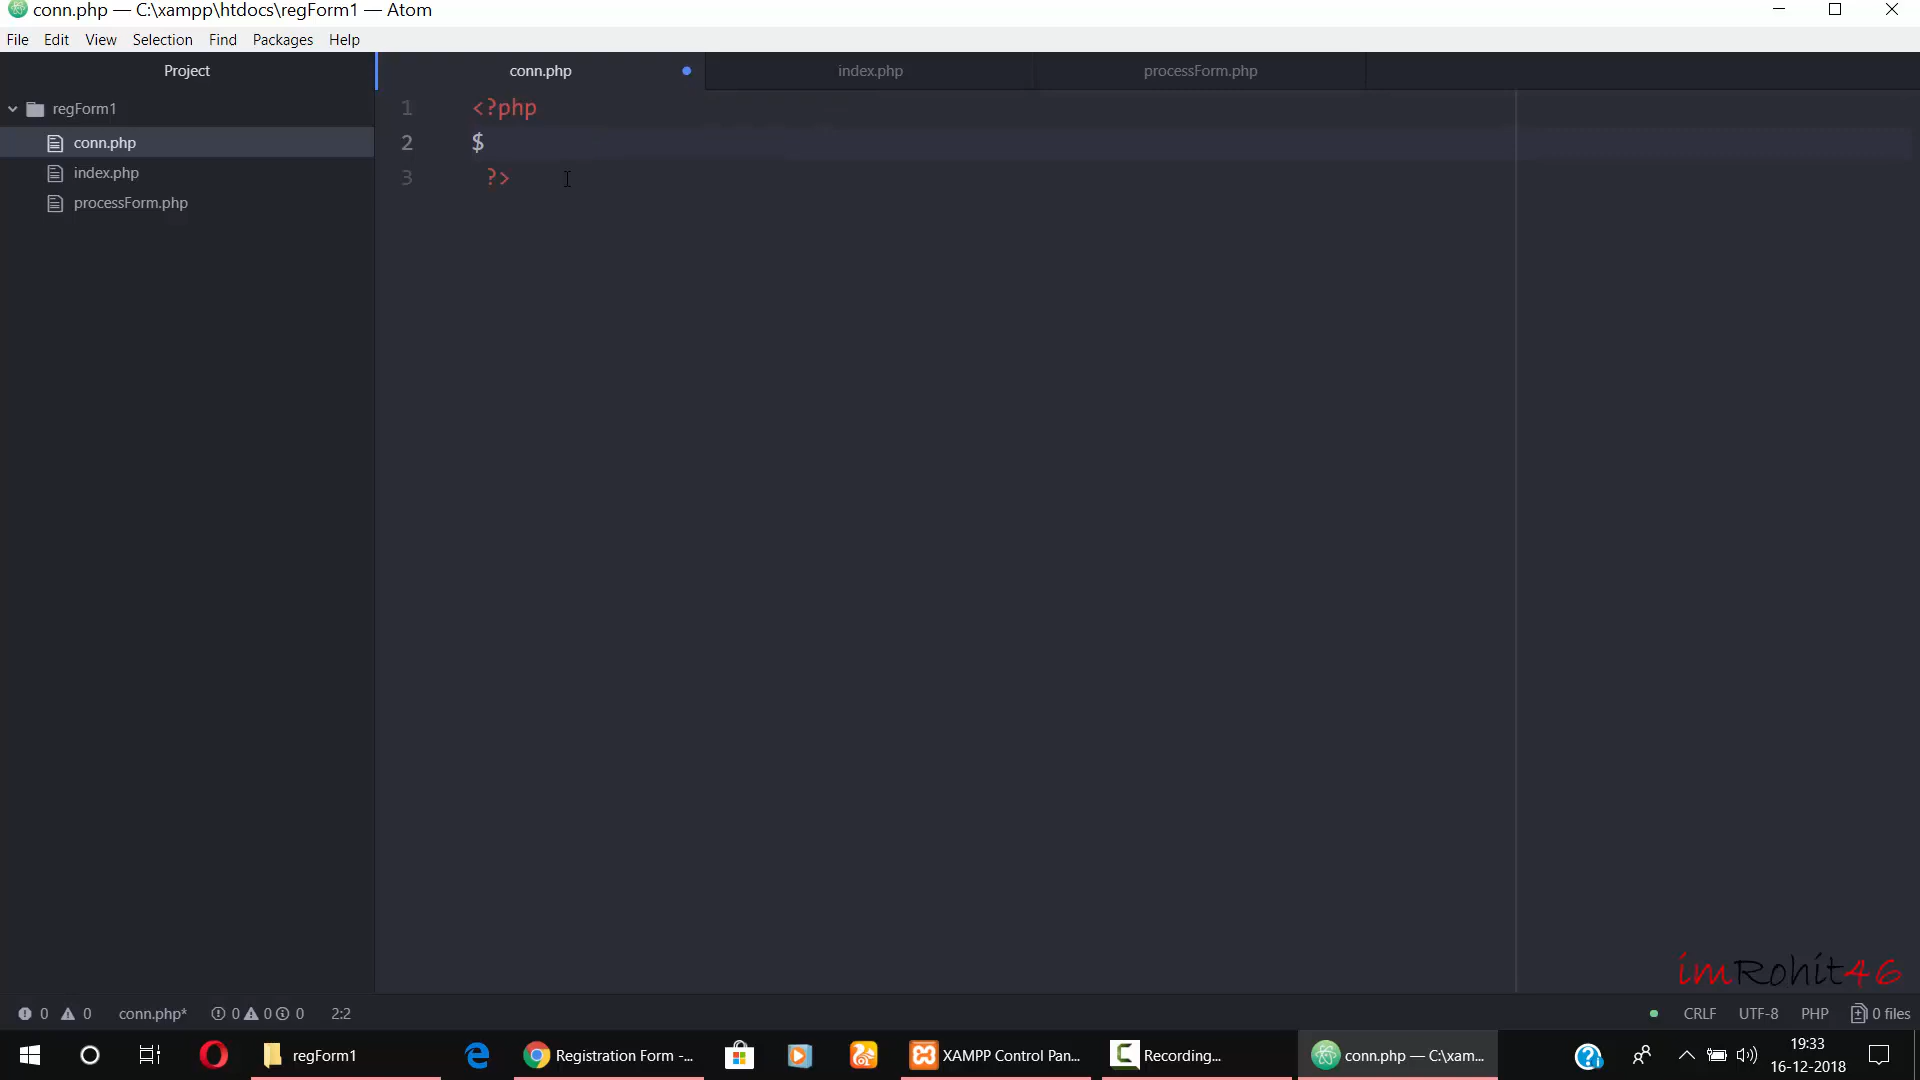 conn.php — C:\xampp\htdocs\regForm1 — Atom
File Edit View Selection Find Packages Help
Project
conn.php
index.php
processForm.php
regForm1
conn.php
index.php
processForm.php
1 <?php
2 $
3 ?>
imRohit46
0 0 conn.php* 0 0 0 2:2
CRLF UTF-8 PHP 0 files
regForm1
Registration Form -...
XAMPP Control Pan...
Recording...
conn.php — C:\xam...
19:33
16-12-2018